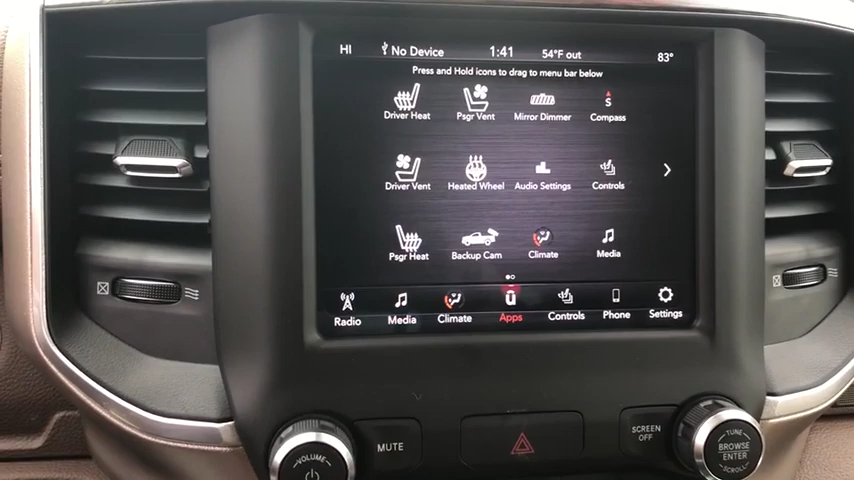 HI No Device 1:41 54°F out 83°
Press and Hold icons to drag to menu bar below
Driver Heat Psgr Vent Mirror Dimmer S Compass
Driver Vent Heated Wheel Audio Settings Controls
Psgr Heat Backup Cam Climate Media
Radio Media Climate Apps Controls Phone Settings
VOLUME MUTE SCREEN OFF TUNE BROWSE ENTER SCROLL